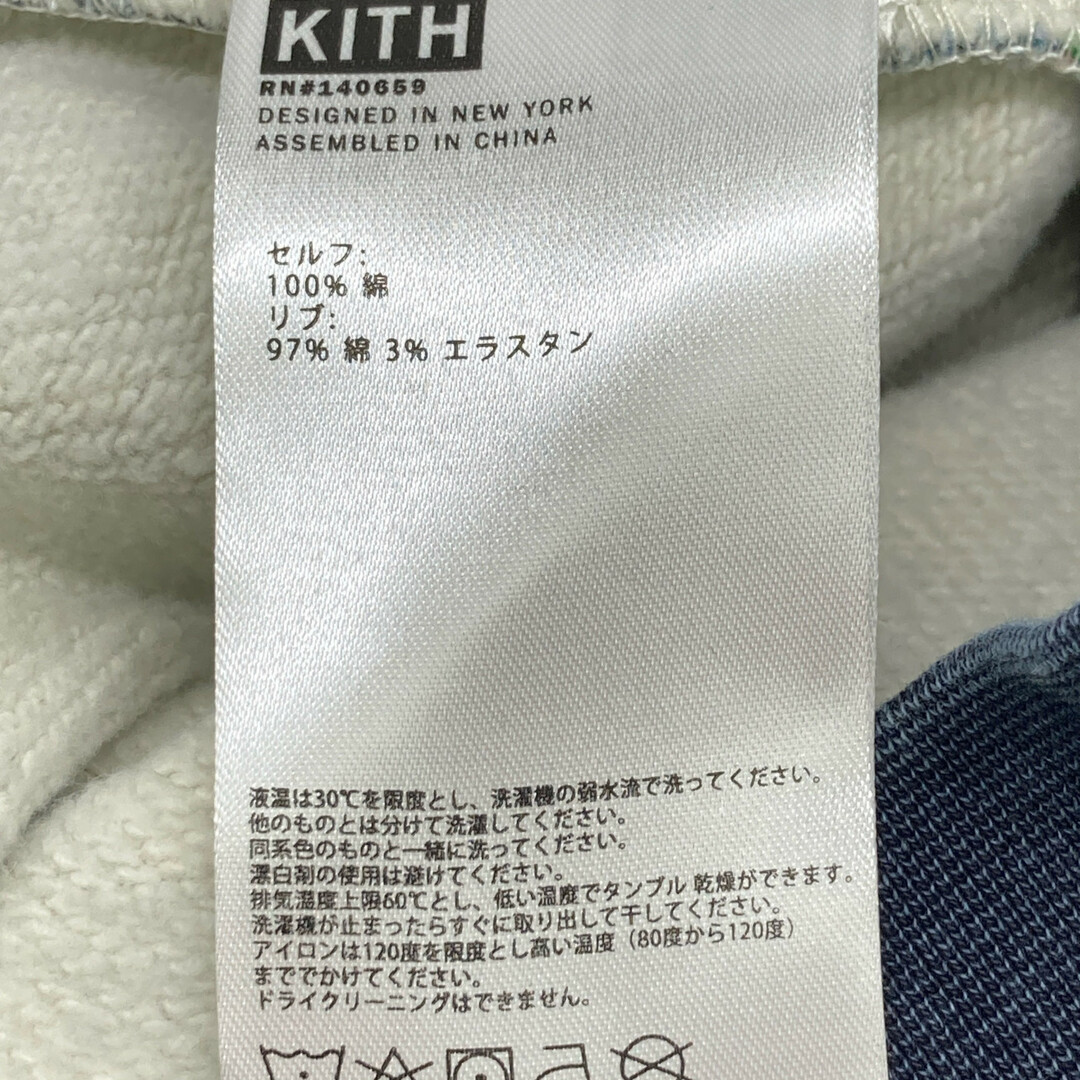 KITH
RN#140659
DESIGNED IN NEW YORK
ASSEMBLED IN CHINA
セルフ:
100% 綿
リブ:
97% 綿 3% エラスタン
液温は30℃を限度とし、洗濯機の弱水流で洗ってください。
他のものとは分けて洗濯してください。
同系色のものと一緒に洗ってください。
漂白剤の使用は避けてください。
排気温度上限60℃とし、低い温度でタンブル 乾燥ができます。
洗濯機が止まったらすぐに取り出して干してください。
アイロンは120度を限度とし高い温度（80度から120度）
まででかけてください。
ドライクリーニングはできません。